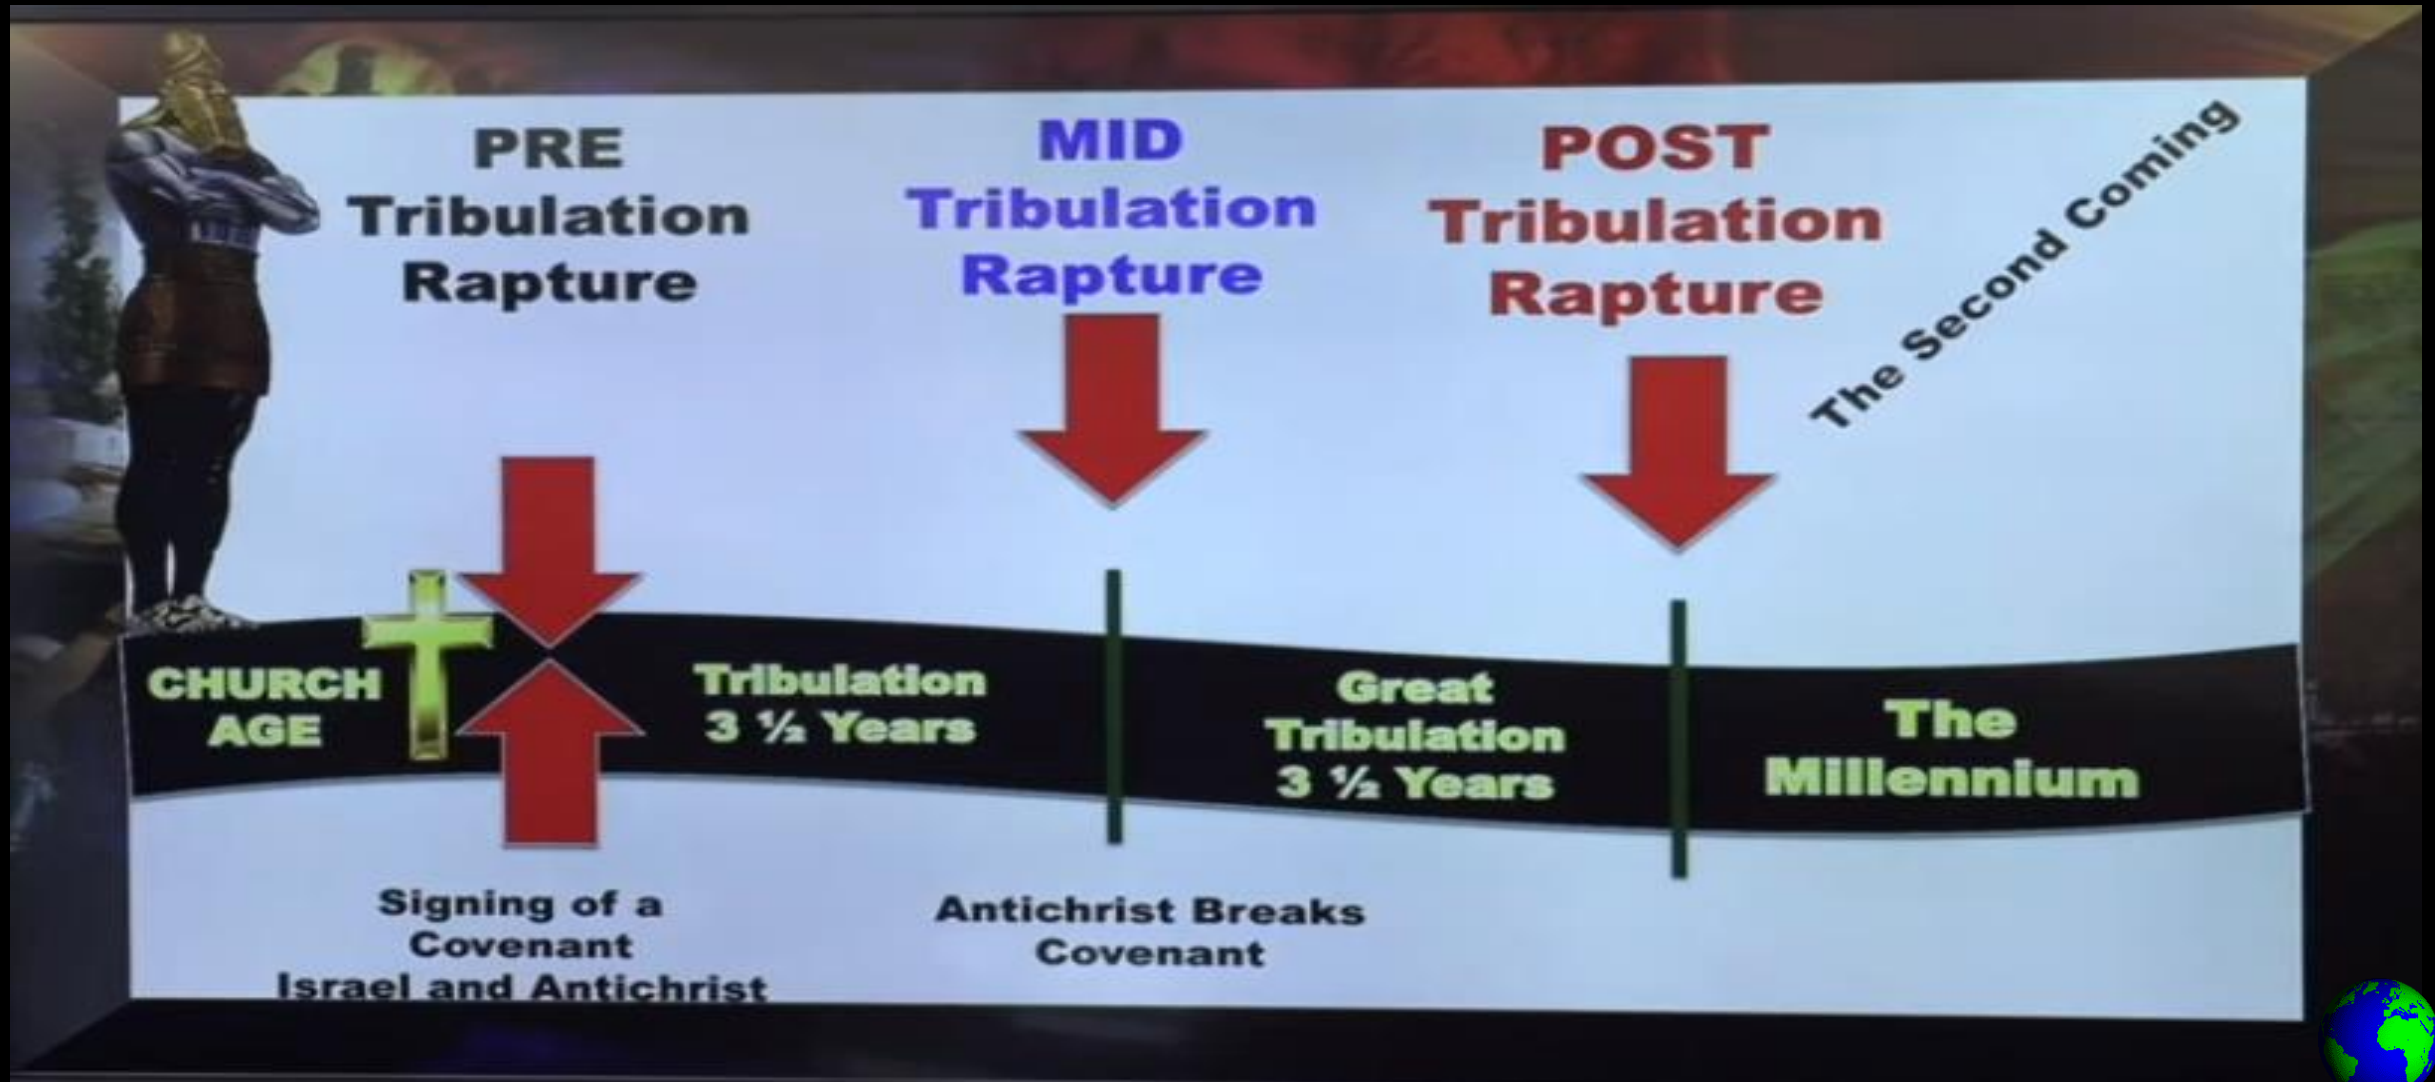 PRE
Tribulation
Rapture
MID
Tribulation
Rapture
POST
Tribulation
Rapture
The Second Coming
CHURCH
AGE
Tribulation
3 ½ Years
Great
Tribulation
3 ½ Years
The
Millennium
Signing of a
Covenant
Israel and Antichrist
Antichrist Breaks
Covenant